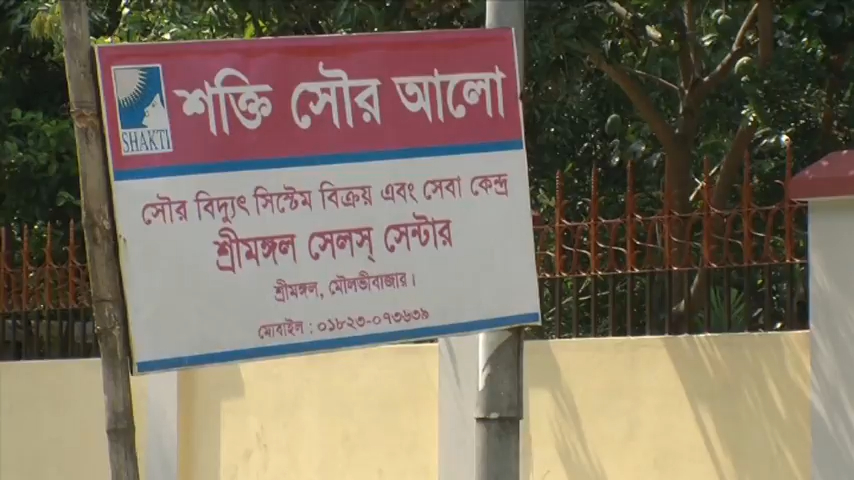 শক্তি সৌর আলো
SHAKTI
সৌর বিদ্যুৎ সিস্টেম বিক্রয় এবং সেবা কেন্দ্র
শ্রীমঙ্গল সেলস্ সেন্টার
শ্রীমঙ্গল, মৌলভীবাজার।
মোবাইল : ০১৮২৩-০৭৩৬৩৯